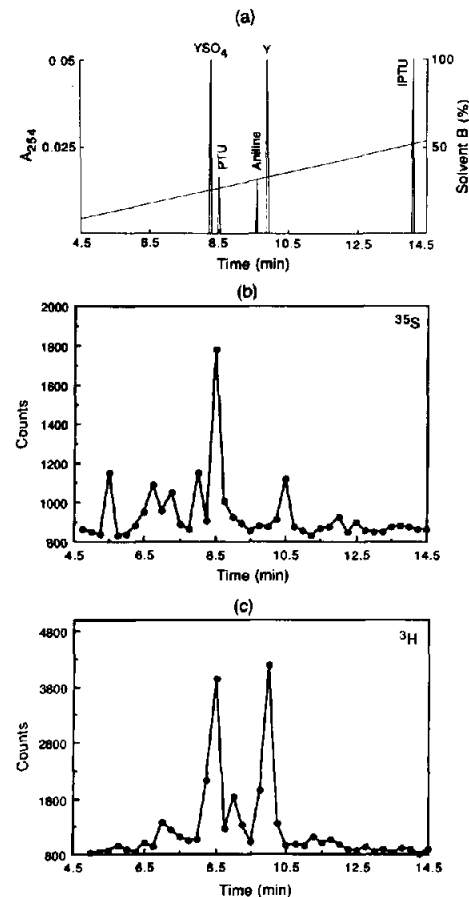 (a)
YSO4
Y
IPTU
PTU
Aniline
0.05
0.025
A254
100
50
Solvent B (%)
4.5 6.5 8.5 10.5 12.5 14.5
Time (min)
(b)
35S
2000
1800
1600
1400
1200
1000
800
Counts
4.5 6.5 8.5 10.5 12.5 14.5
Time (min)
(c)
3H
4800
3800
2800
1800
800
Counts
4.5 6.5 8.5 10.5 12.5 14.5
Time (min)